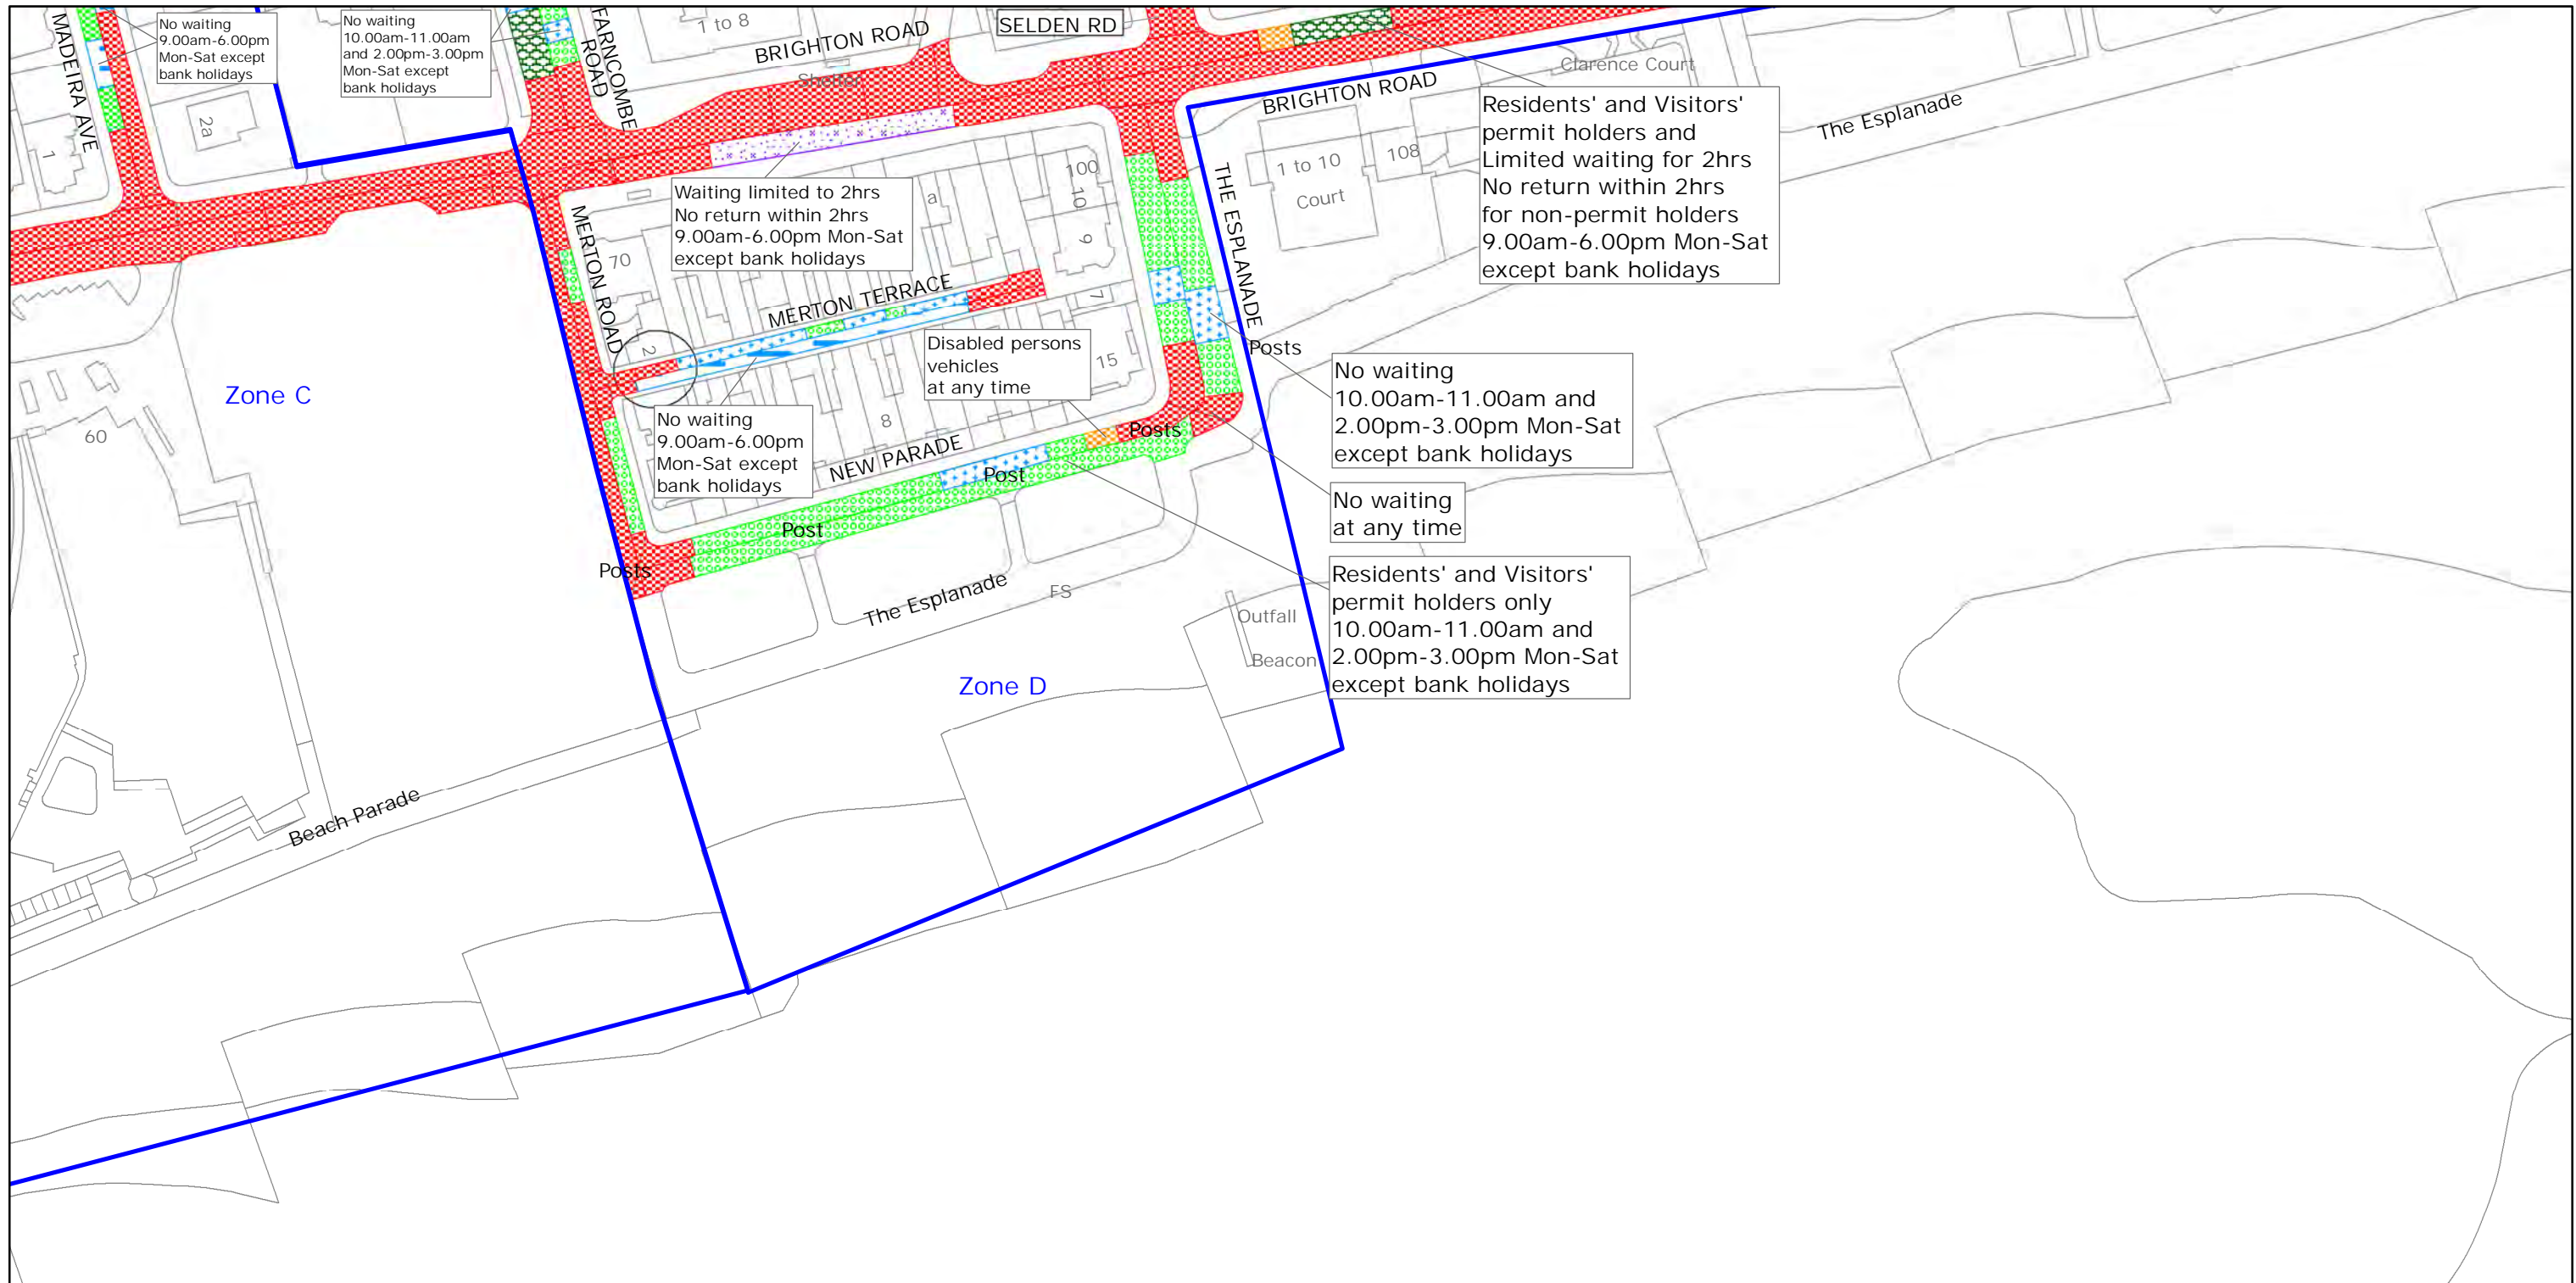 MADEIRA AVE
No waiting
9.00am-6.00pm
Mon-Sat except
bank holidays
No waiting
10.00am-11.00am
and 2.00pm-3.00pm
Mon-Sat except
bank holidays
FARNCOMBE
ROAD
1 to 8
BRIGHTON ROAD
SELDEN RD
Shelter
2a
1
BRIGHTON ROAD
Clarence Court
The Esplanade
Residents' and Visitors'
permit holders and
Limited waiting for 2hrs
No return within 2hrs
for non-permit holders
9.00am-6.00pm Mon-Sat
except bank holidays
1 to 10
Court
108
100
10
9
a
Waiting limited to 2hrs
No return within 2hrs
9.00am-6.00pm Mon-Sat
except bank holidays
MERTON ROAD
70
THE ESPLANADE
MERTON TERRACE
7
2
15
Disabled persons
vehicles
at any time
Posts
No waiting
10.00am-11.00am and
2.00pm-3.00pm Mon-Sat
except bank holidays
Zone C
60
No waiting
9.00am-6.00pm
Mon-Sat except
bank holidays
8
NEW PARADE
Posts
Post
Post
Posts
No waiting
at any time
Residents' and Visitors'
permit holders only
10.00am-11.00am and
2.00pm-3.00pm Mon-Sat
except bank holidays
The Esplanade
FS
Outfall
Beacon
Zone D
Beach Parade